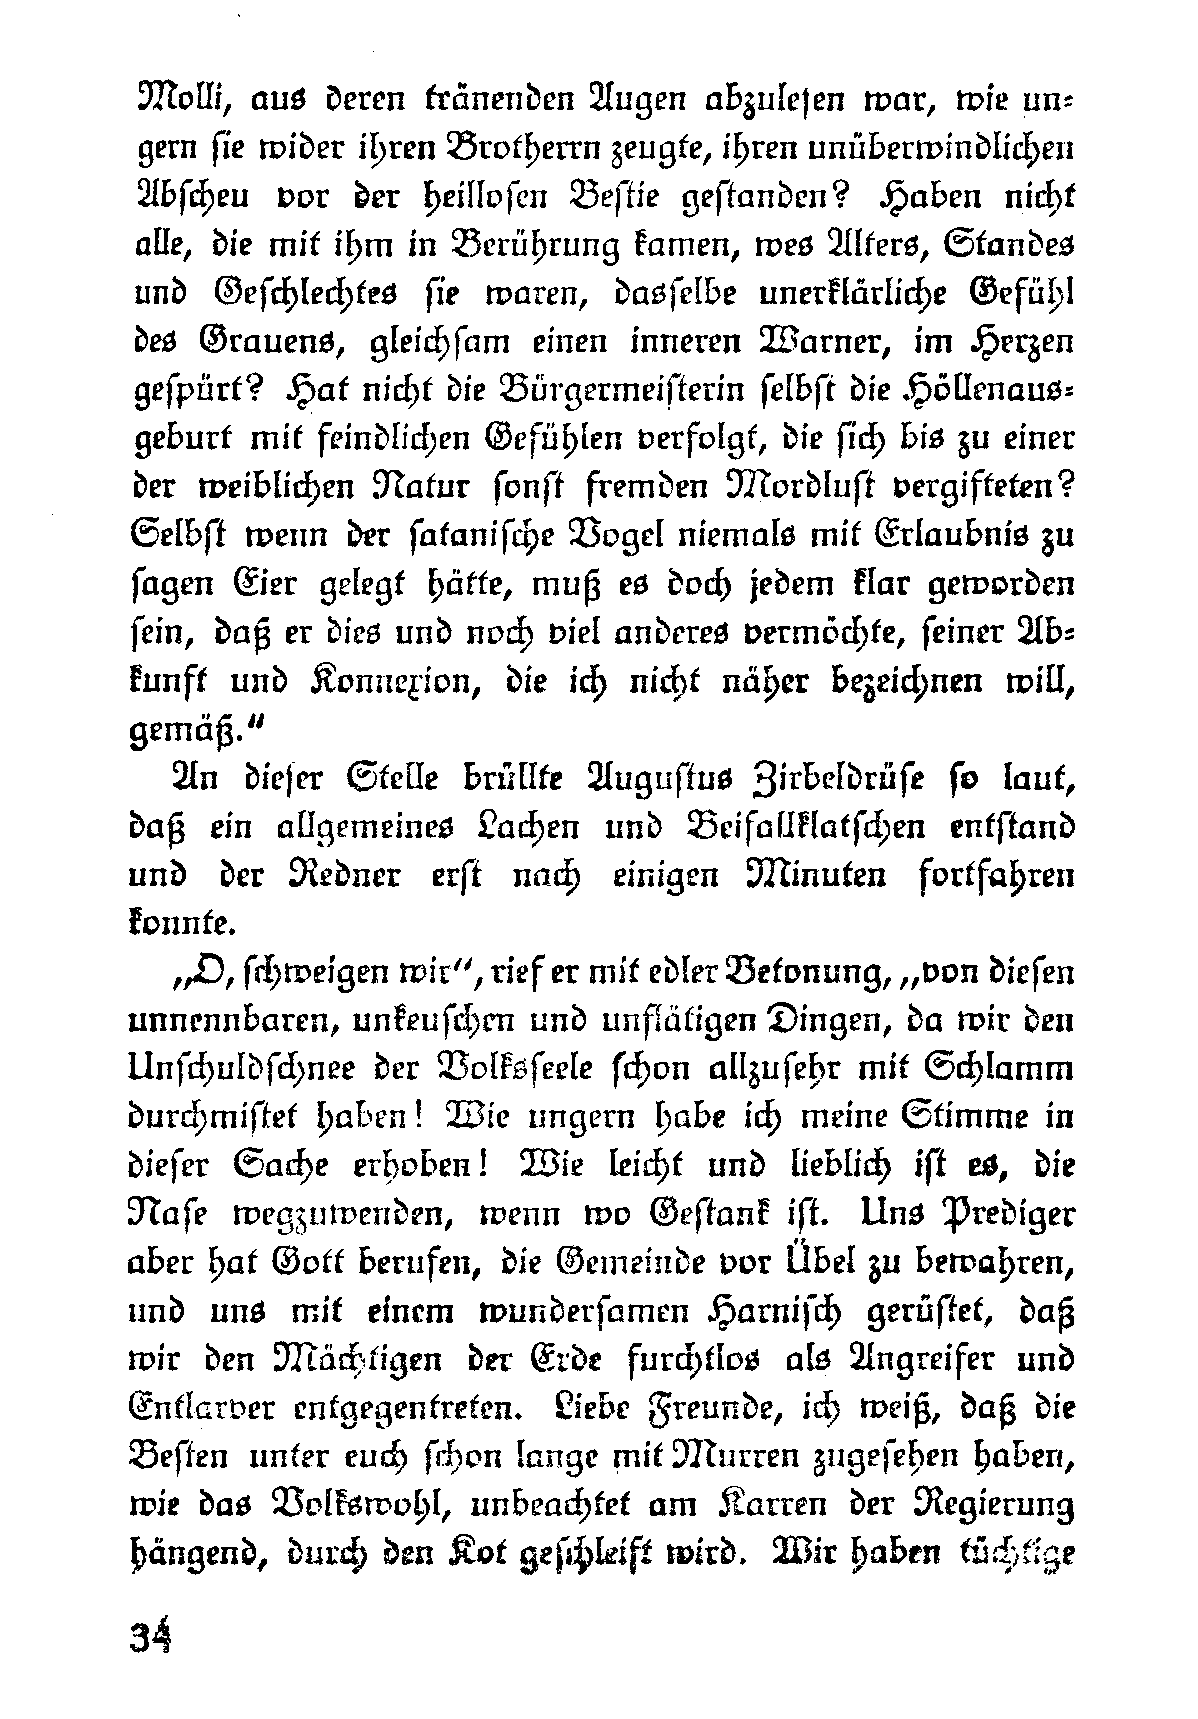 Molli, aus deren tränenden Augen abzulesen war, wie un-
gern sie wider ihren Brotherrn zeugte, ihren unüberwindlichen
Abscheu vor der heillosen Bestie gestanden? Haben nicht
alle, die mit ihm in Berührung kamen, wes Alters, Standes
und Geschlechtes sie waren, dasselbe unerklärliche Gefühl
des Grauens, gleichsam einen inneren Warner, im Herzen
gespürt? Hat nicht die Bürgermeisterin selbst die Höllenaus-
geburt mit feindlichen Gefühlen verfolgt, die sich bis zu einer
der weiblichen Natur sonst fremden Mordlust vergifteten?
Selbst wenn der satanische Vogel niemals mit Erlaubnis zu
sagen Eier gelegt hätte, muß es doch jedem klar geworden
sein, daß er dies und noch viel anderes vermöchte, seiner Ab-
kunft und Konnexion, die ich nicht näher bezeichnen will,
gemäß.“
An dieser Stelle brüllte Augustus Zirbeldrüse so laut,
daß ein allgemeines Lachen und Beifallklatschen entstand
und der Redner erst nach einigen Minuten fortfahren
konnte.
„O, schweigen wir“, rief er mit edler Betonung, „von diesen
unnennbaren, unkeuschen und unflätigen Dingen, da wir den
Unschuldschnee der Volksseele schon allzusehr mit Schlamm
durchmistet haben! Wie ungern habe ich meine Stimme in
dieser Sache erhoben! Wie leicht und lieblich ist es, die
Nase wegzuwenden, wenn wo Gestank ist. Uns Prediger
aber hat Gott berufen, die Gemeinde vor Übel zu bewahren,
und uns mit einem wundersamen Harnisch gerüstet, daß
wir den Mächtigen der Erde furchtlos als Angreifer und
Entlarver entgegentreten. Liebe Freunde, ich weiß, daß die
Besten unter euch schon lange mit Murren zugesehen haben,
wie das Volkswohl, unbeachtet am Karren der Regierung
hängend, durch den Kot geschleift wird. Wir haben tüchtige
34